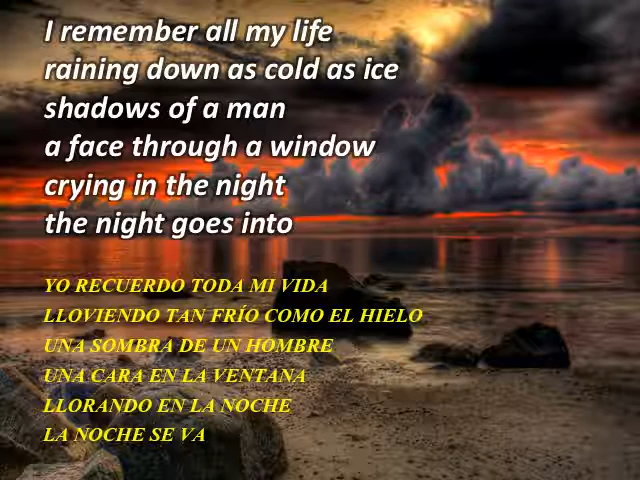 I remember all my life
raining down as cold as ice
shadows of a man
a face through a window
crying in the night
the night goes into
YO RECUERDO TODA MI VIDA
LLOVIENDO TAN FRÍO COMO EL HIELO
UNA SOMBRA DE UN HOMBRE
UNA CARA EN LA VENTANA
LLORANDO EN LA NOCHE
LA NOCHE SE VA